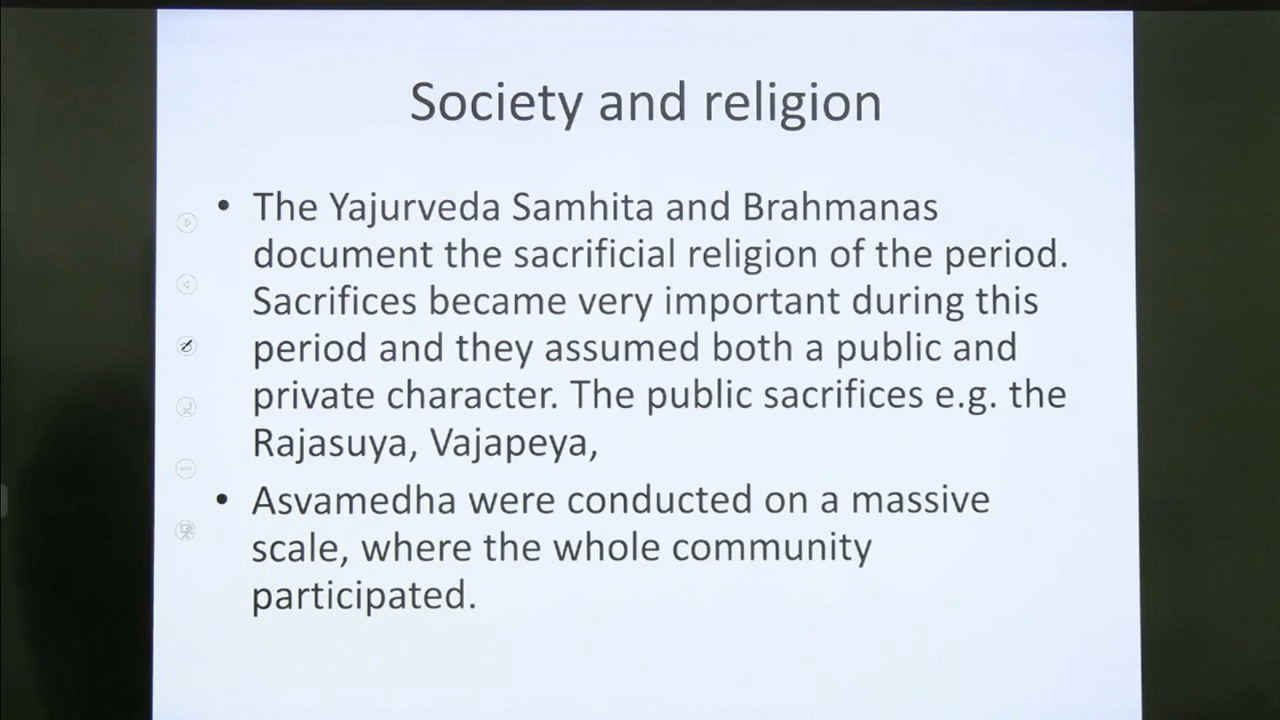 Society and religion
• The Yajurveda Samhita and Brahmanas
document the sacrificial religion of the period.
Sacrifices became very important during this
period and they assumed both a public and
private character. The public sacrifices e.g. the
Rajasuya, Vajapeya,
• Asvamedha were conducted on a massive
scale, where the whole community
participated.